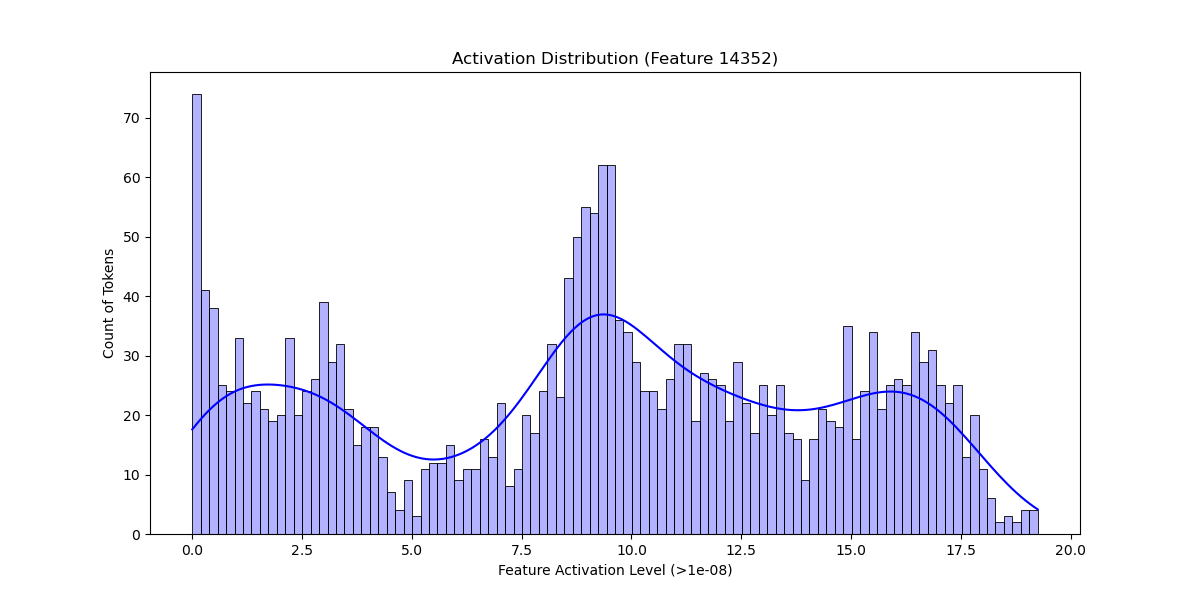 Activation Distribution (Feature 14352)
Count of Tokens
70
60
50
40
30
20
10
0
0.0 2.5 5.0 7.5 10.0 12.5 15.0 17.5 20.0
Feature Activation Level (>1e-08)